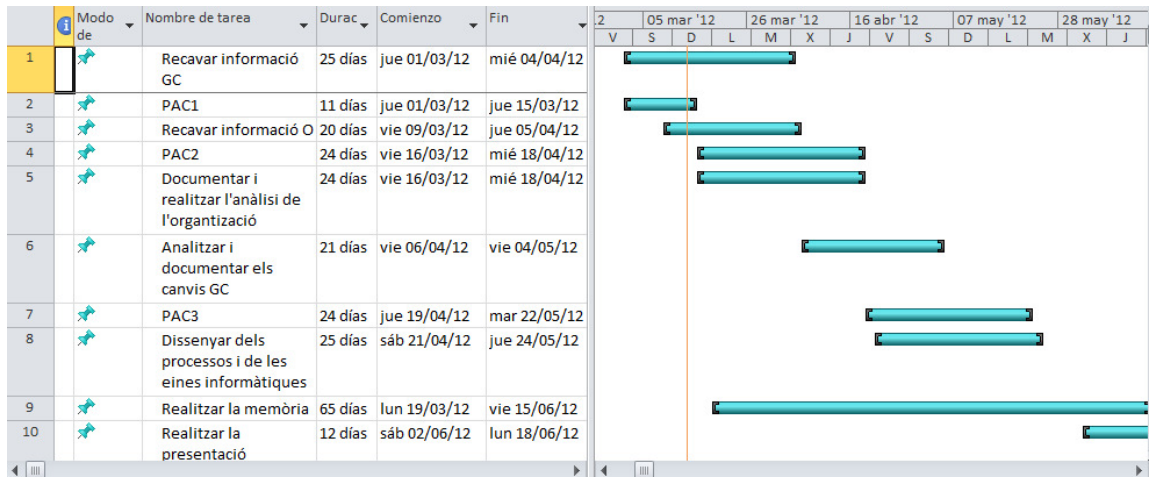 Modo de Nombre de tarea Durac Comienzo Fin
.2 05 mar '12 26 mar '12 16 abr '12 07 may '12 28 may '12
V S D L M X J V S D L M X J
1 Recavar informació GC 25 días jue 01/03/12 mié 04/04/12
2 PAC1 11 días jue 01/03/12 jue 15/03/12
3 Recavar informació O 20 días vie 09/03/12 jue 05/04/12
4 PAC2 24 días vie 16/03/12 mié 18/04/12
5 Documentar i 24 días vie 16/03/12 mié 18/04/12
realitzar l'anàlisi de
l'organtizació
6 Analitzar i 21 días vie 06/04/12 vie 04/05/12
documentar els
canvis GC
7 PAC3 24 días jue 19/04/12 mar 22/05/12
8 Dissenyar dels 25 días sáb 21/04/12 jue 24/05/12
processos i de les
eines informàtiques
9 Realitzar la memòria 65 días lun 19/03/12 vie 15/06/12
10 Realitzar la 12 días sáb 02/06/12 lun 18/06/12
presentació